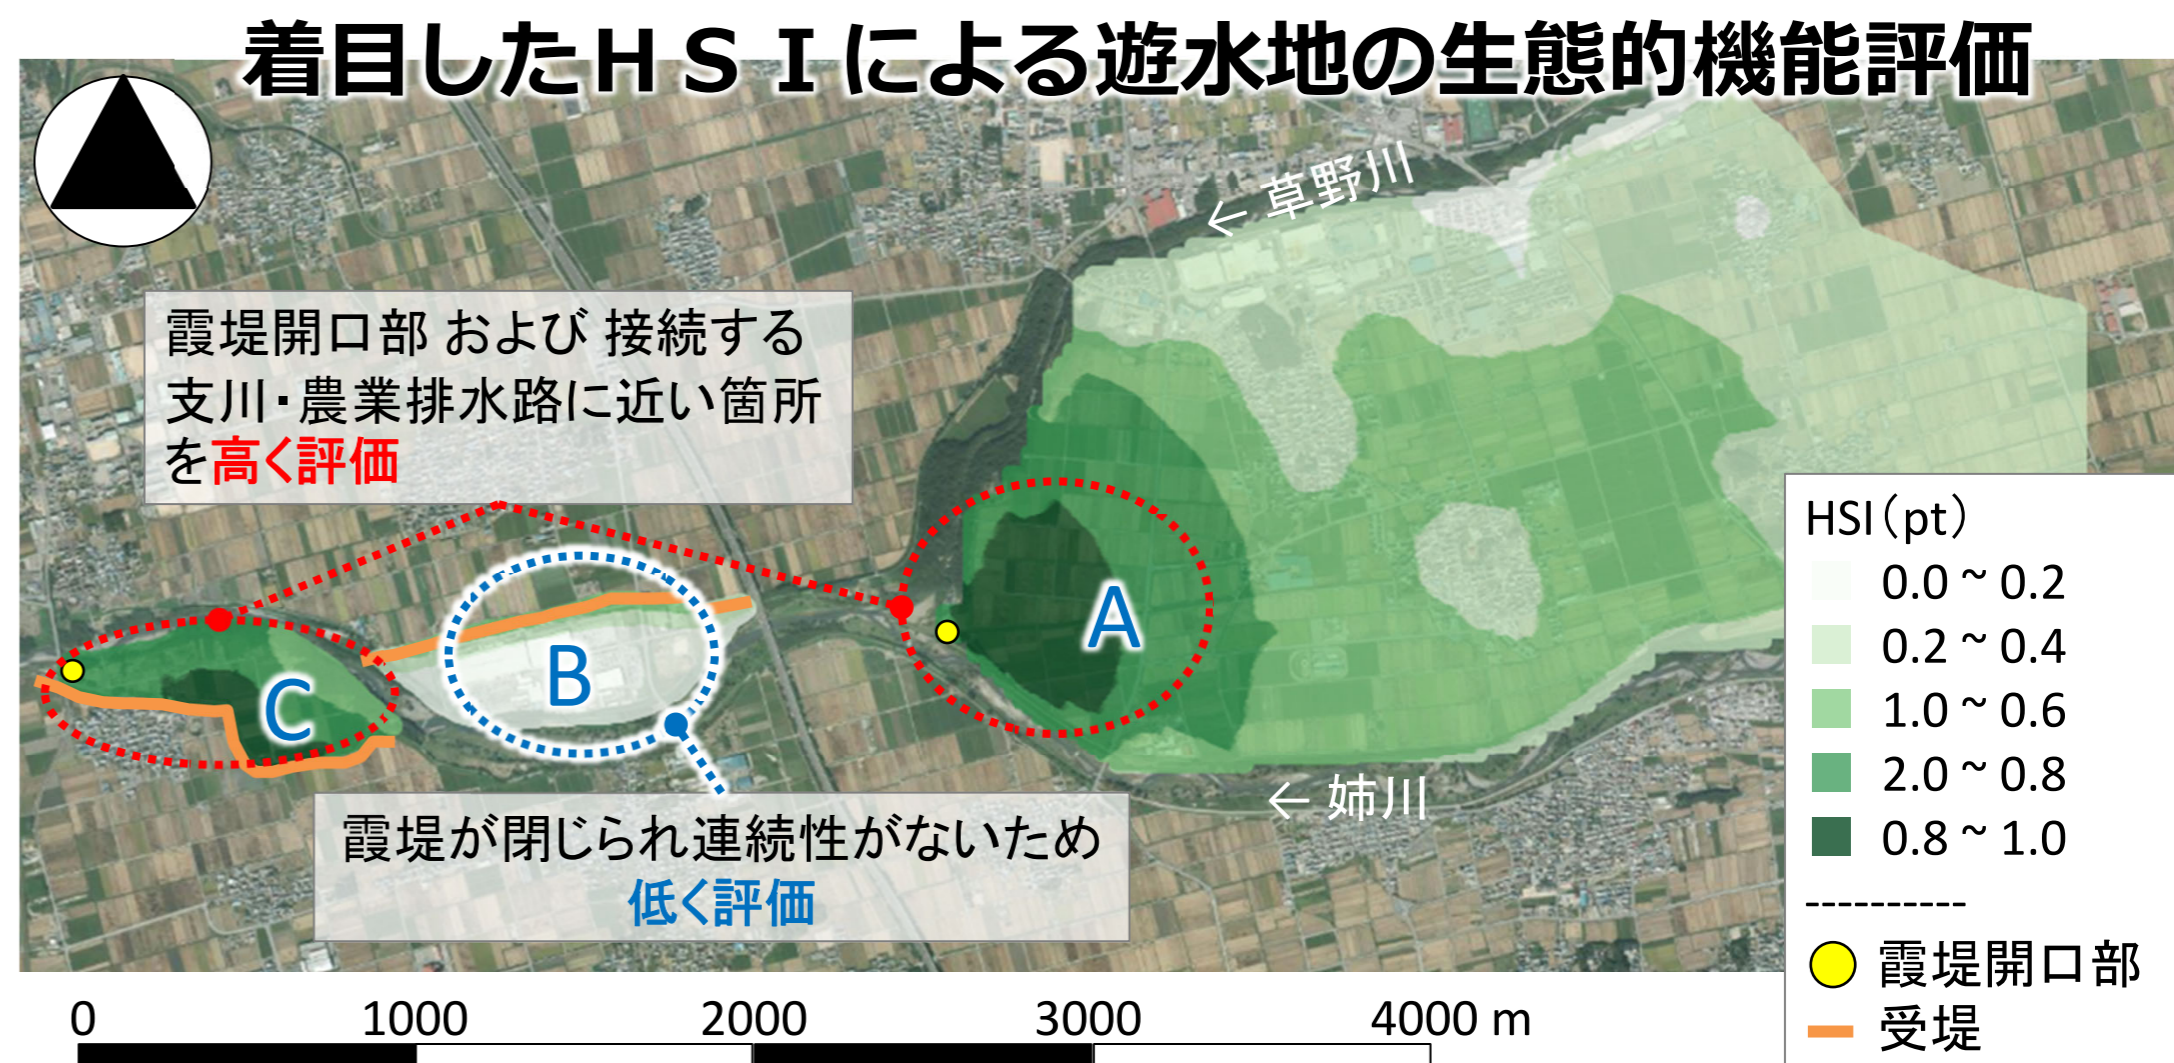 着目したＨＳＩによる遊水地の生態的機能評価
← 草野川
霞堤開口部 および 接続する
支川・農業排水路に近い箇所
を高く評価
A
B
C
← 姉川
霞堤が閉じられ連続性がないため
低く評価
HSI（pt）
0.0 ~ 0.2
0.2 ~ 0.4
1.0 ~ 0.6
2.0 ~ 0.8
0.8 ~ 1.0
----------
霞堤開口部
受堤
0 1000 2000 3000 4000 m